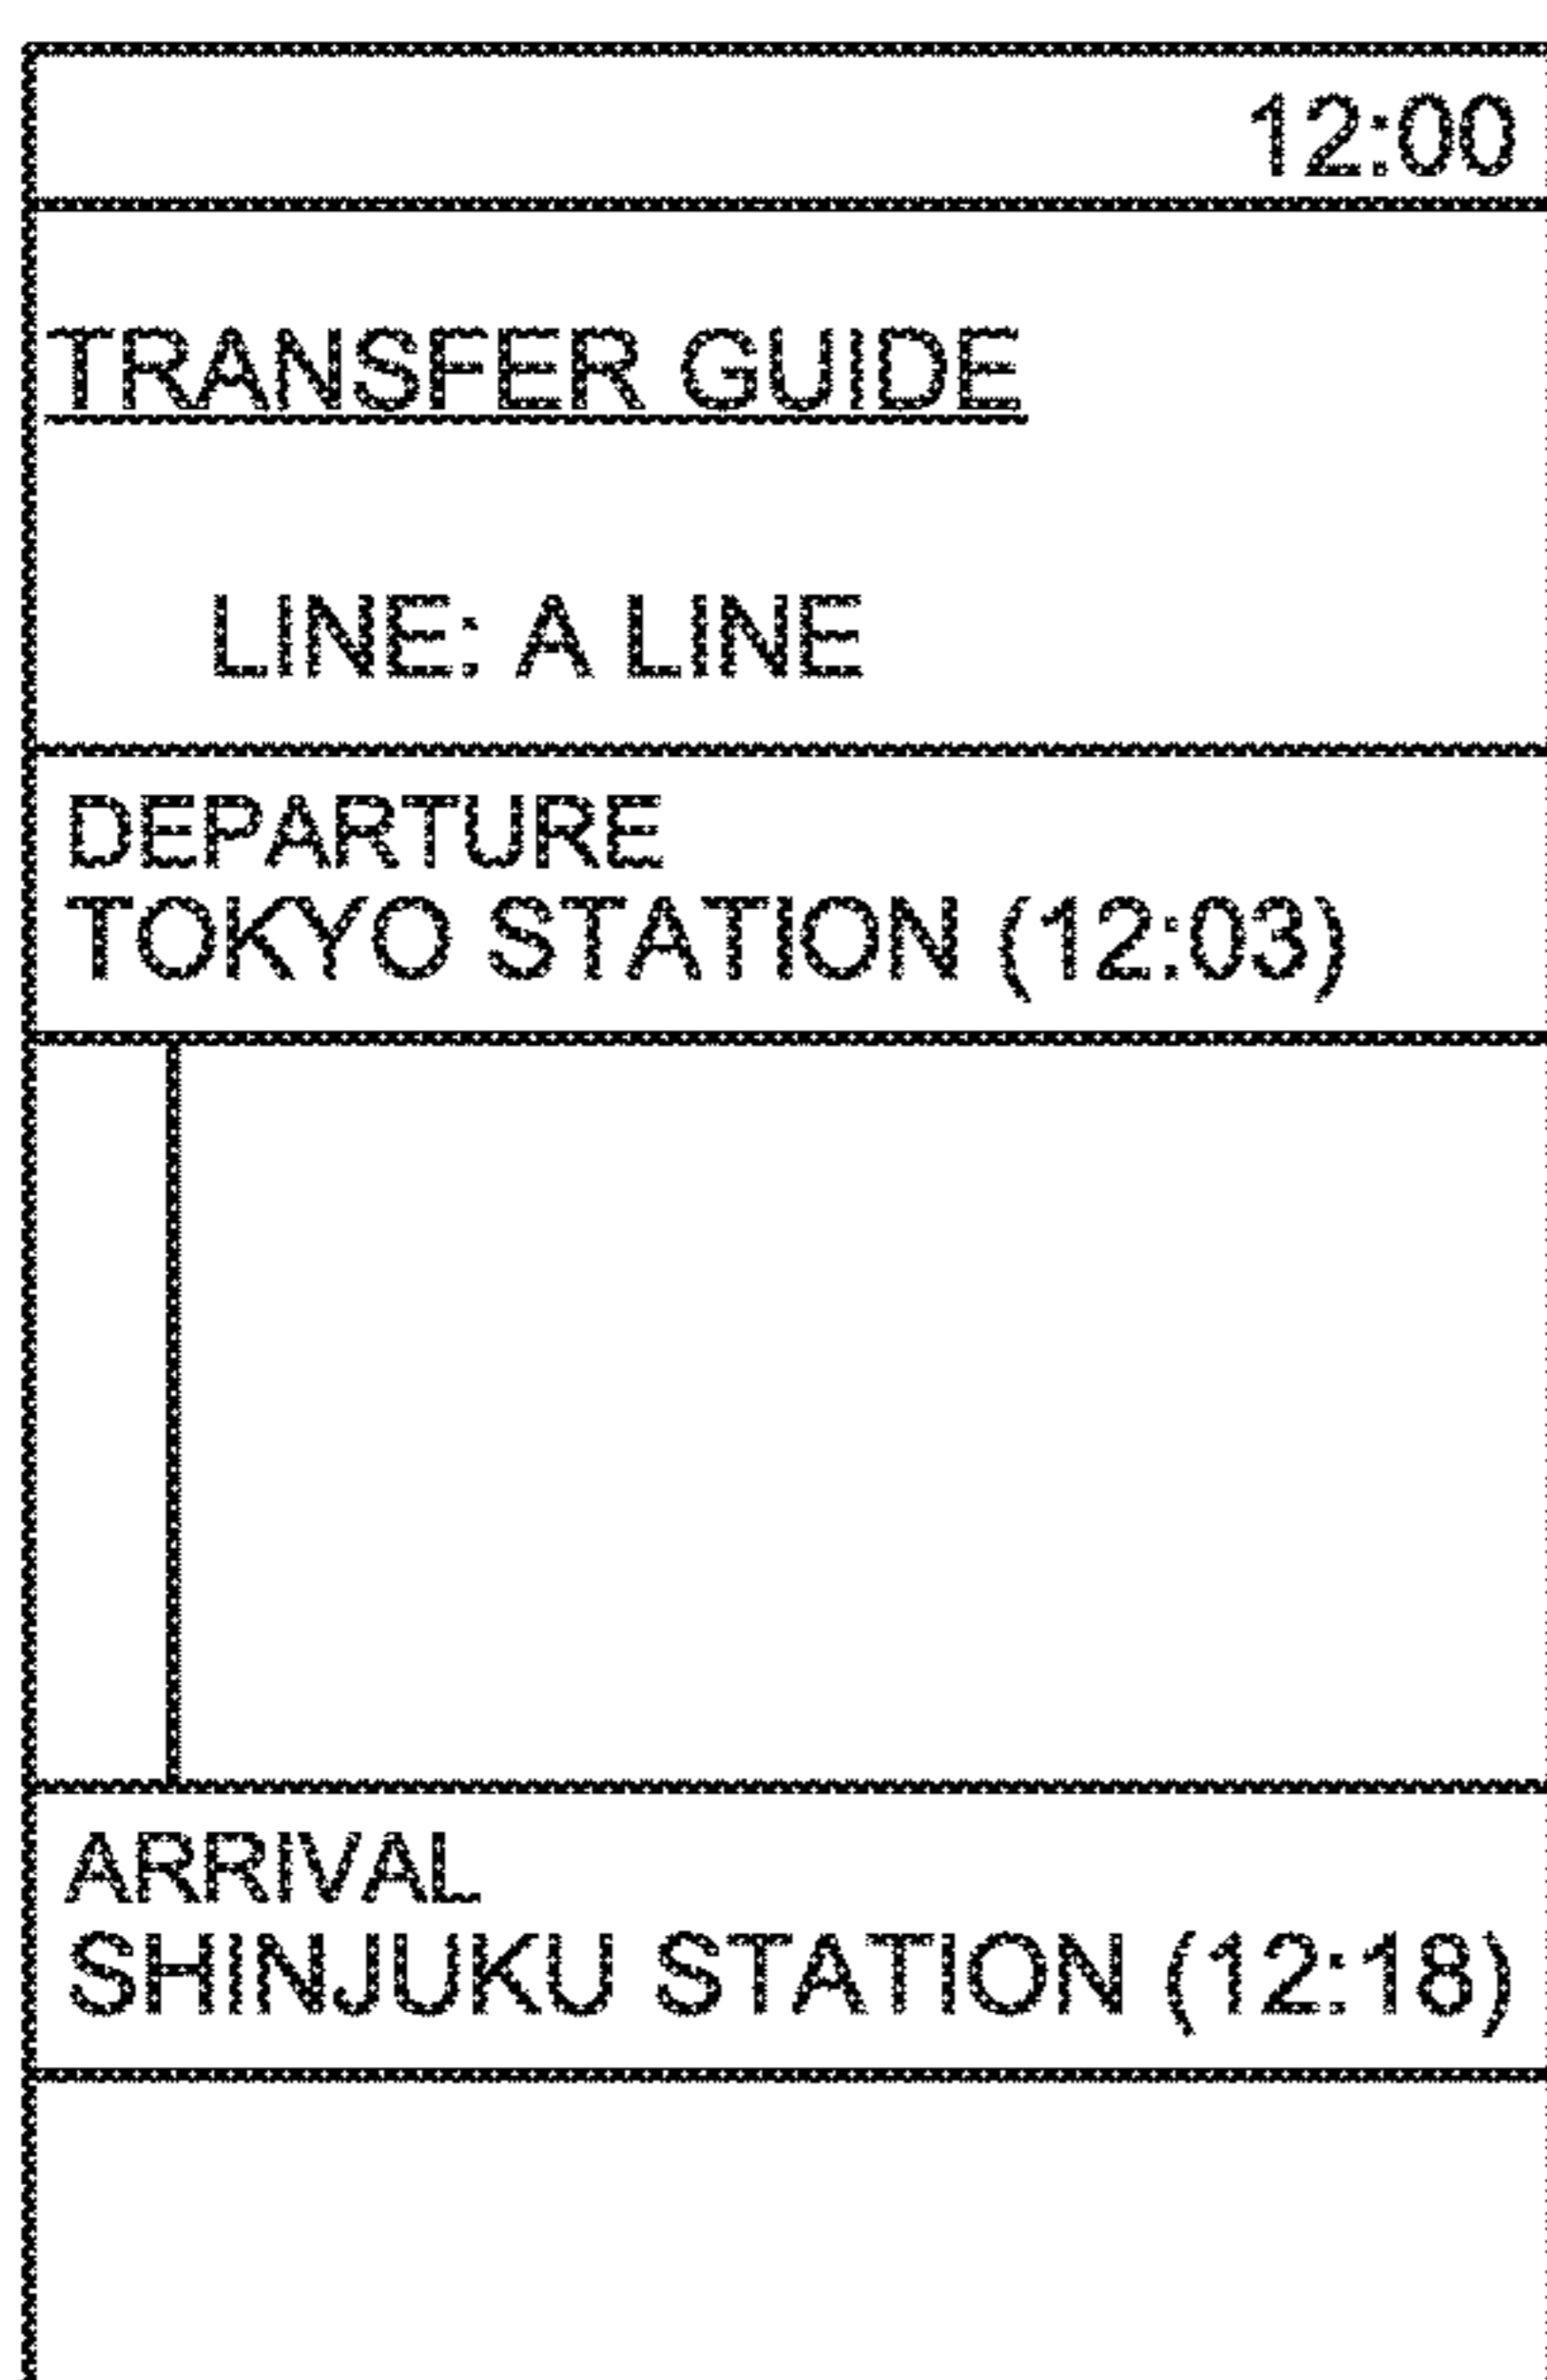 12:00
TRANSFER GUIDE
LINE: A LINE
DEPARTURE
TOKYO STATION (12:03)
ARRIVAL
SHINJUKU STATION (12:18)